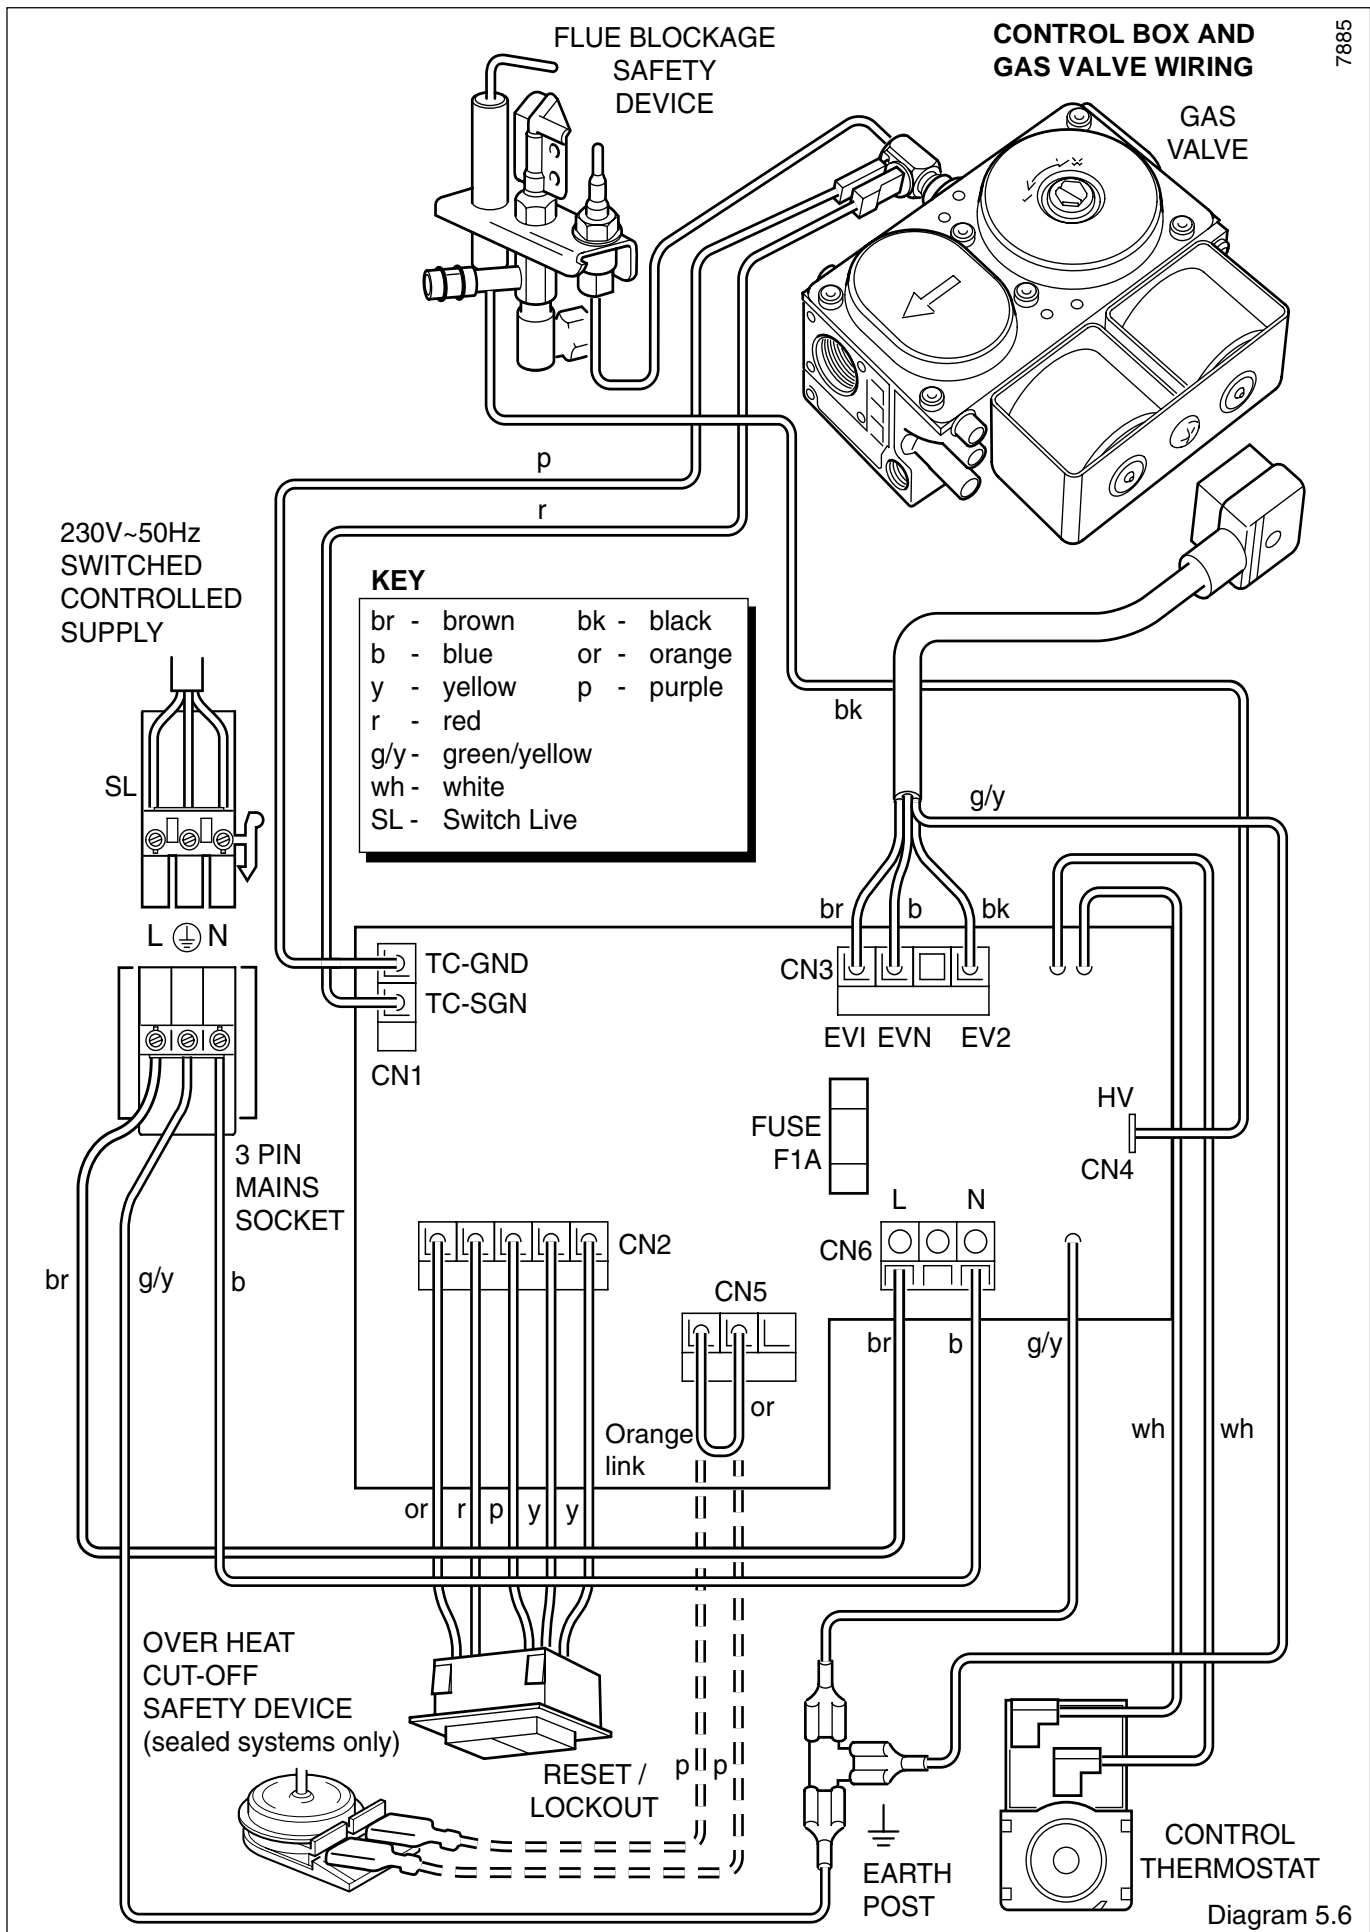 FLUE BLOCKAGE
SAFETY
DEVICE
CONTROL BOX AND
GAS VALVE WIRING
7885
GAS
VALVE
p
r
230V~50Hz
SWITCHED
CONTROLLED
SUPPLY
KEY
br - brown bk - black
b - blue or - orange
y - yellow p - purple
r - red
g/y - green/yellow
wh - white
SL - Switch Live
bk
SL
g/y
br b bk
L N
TC-GND
TC-SGN
CN1
CN3
EVI EVN EV2
HV
CN4
FUSE
F1A
3 PIN
MAINS
SOCKET
L N
CN2
CN6
br g/y b
CN5
br b g/y
or
Orange
link
wh wh
or r p y y
OVER HEAT
CUT-OFF
SAFETY DEVICE
(sealed systems only)
RESET /
LOCKOUT
p p
EARTH
POST
CONTROL
THERMOSTAT
Diagram 5.6